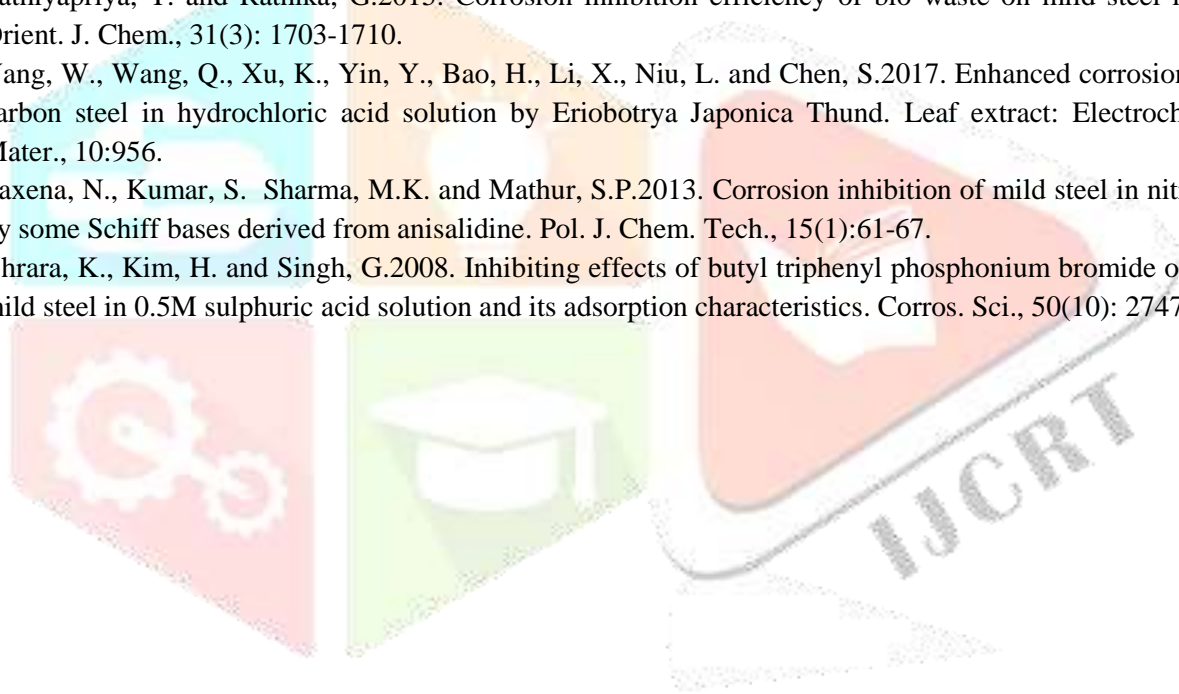 athiyapriya, T. and Rathika, G.2015. Corrosion inhibition efficiency of bio waste on mild steel
Orient. J. Chem., 31(3): 1703-1710.
Wang, W., Wang, Q., Xu, K., Yin, Y., Bao, H., Li, X., Niu, L. and Chen, S.2017. Enhanced corrosion
carbon steel in hydrochloric acid solution by Eriobotrya Japonica Thund. Leaf extract: Electroch
Mater., 10:956.
axena, N., Kumar, S. Sharma, M.K. and Mathur, S.P.2013. Corrosion inhibition of mild steel in nit
y some Schiff bases derived from anisalidine. Pol. J. Chem. Tech., 15(1):61-67.
hrara, K., Kim, H. and Singh, G.2008. Inhibiting effects of butyl triphenyl phosphonium bromide o
mild steel in 0.5M sulphuric acid solution and its adsorption characteristics. Corros. Sci., 50(10): 2747
IJCRT